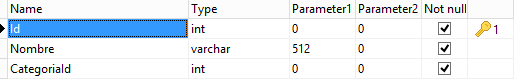 Name Type Parameter1 Parameter2 Not null
Id int 0 0 1
Nombre varchar 512 0
CategoriaId int 0 0